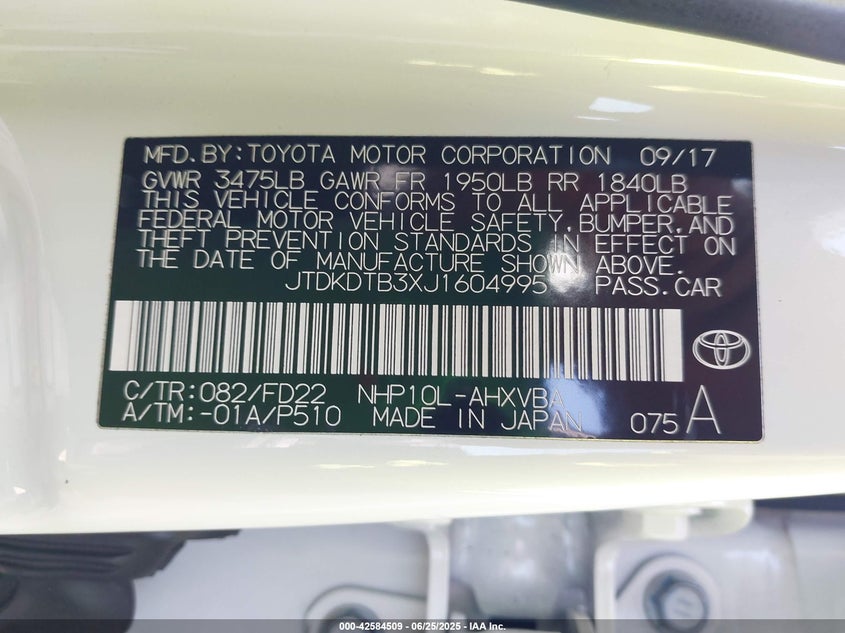 MFD.BY:TOYOTA MOTOR CORPORATION 09/17
GVWR 3475LB GAWR FR 1950LB RR 1840LB
THIS VEHICLE CONFORMS TO ALL APPLICABLE
FEDERAL MOTOR VEHICLE SAFETY,BUMPER,AND
THEFT PREVENTION STANDARDS IN EFFECT ON
THE DATE OF MANUFACTURE SHOWN ABOVE.
JTDKDTB3XJ1604995 PASS.CAR
C/TR:082/FD22 NHP10L-AHXVBA
A/TM:-01A/P510 MADE IN JAPAN 075 A
000-42584509 - 06/25/2025 - IAA Inc.